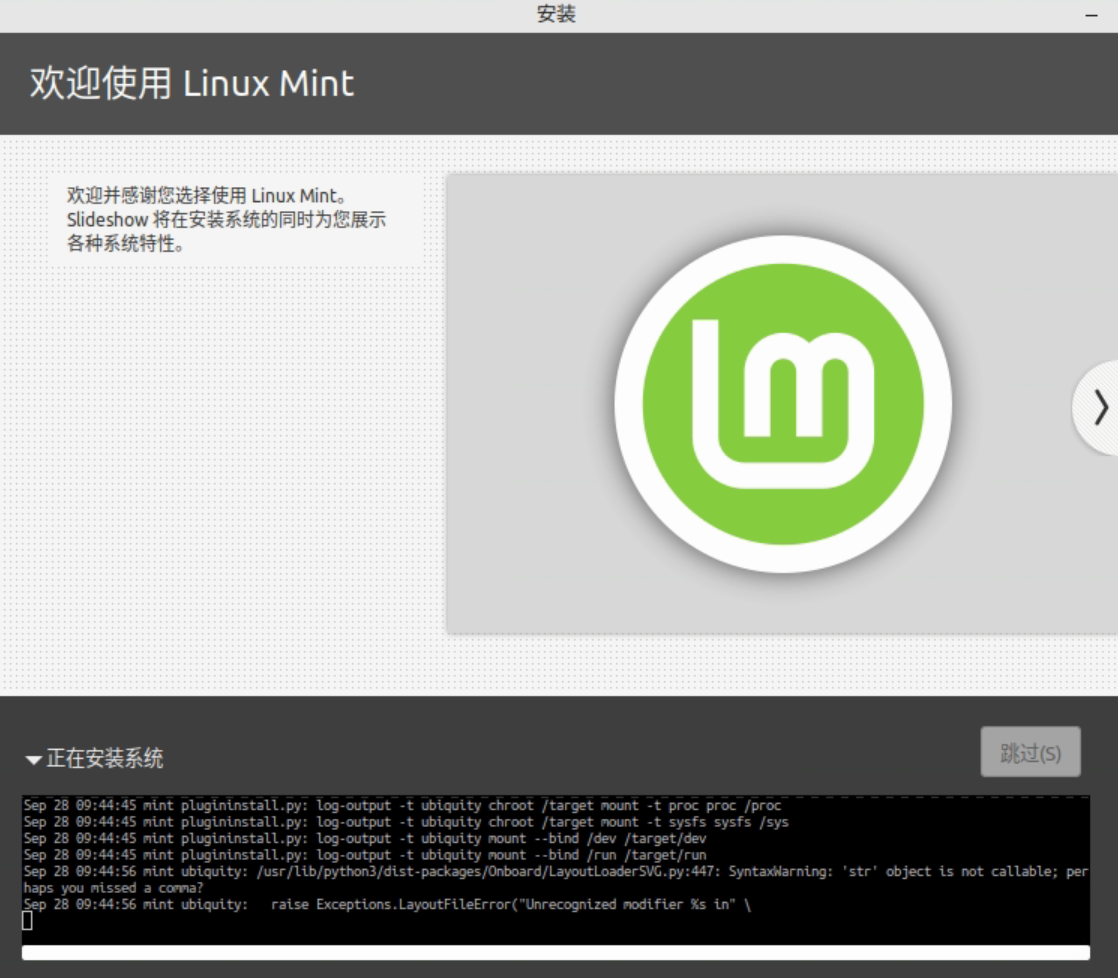 安装
欢迎使用 Linux Mint
欢迎并感谢您选择使用 Linux Mint。
Slideshow 将在安装系统的同时为您展示
各种系统特性。
正在安装系统
跳过(S)
Sep 28 09:44:45 mint plugininstall.py: log-output -t ubiquity chroot /target mount -t proc proc /proc
Sep 28 09:44:45 mint plugininstall.py: log-output -t ubiquity chroot /target mount -t sysfs sysfs /sys
Sep 28 09:44:45 mint plugininstall.py: log-output -t ubiquity mount --bind /dev /target/dev
Sep 28 09:44:45 mint plugininstall.py: log-output -t ubiquity mount --bind /run /target/run
Sep 28 09:44:56 mint ubiquity: /usr/lib/python3/dist-packages/Onboard/LayoutLoaderSVG.py:447: SyntaxWarning: 'str' object is not callable; per
haps you missed a comma?
Sep 28 09:44:56 mint ubiquity:   raise Exceptions.LayoutFileError("Unrecognized modifier %s in" \